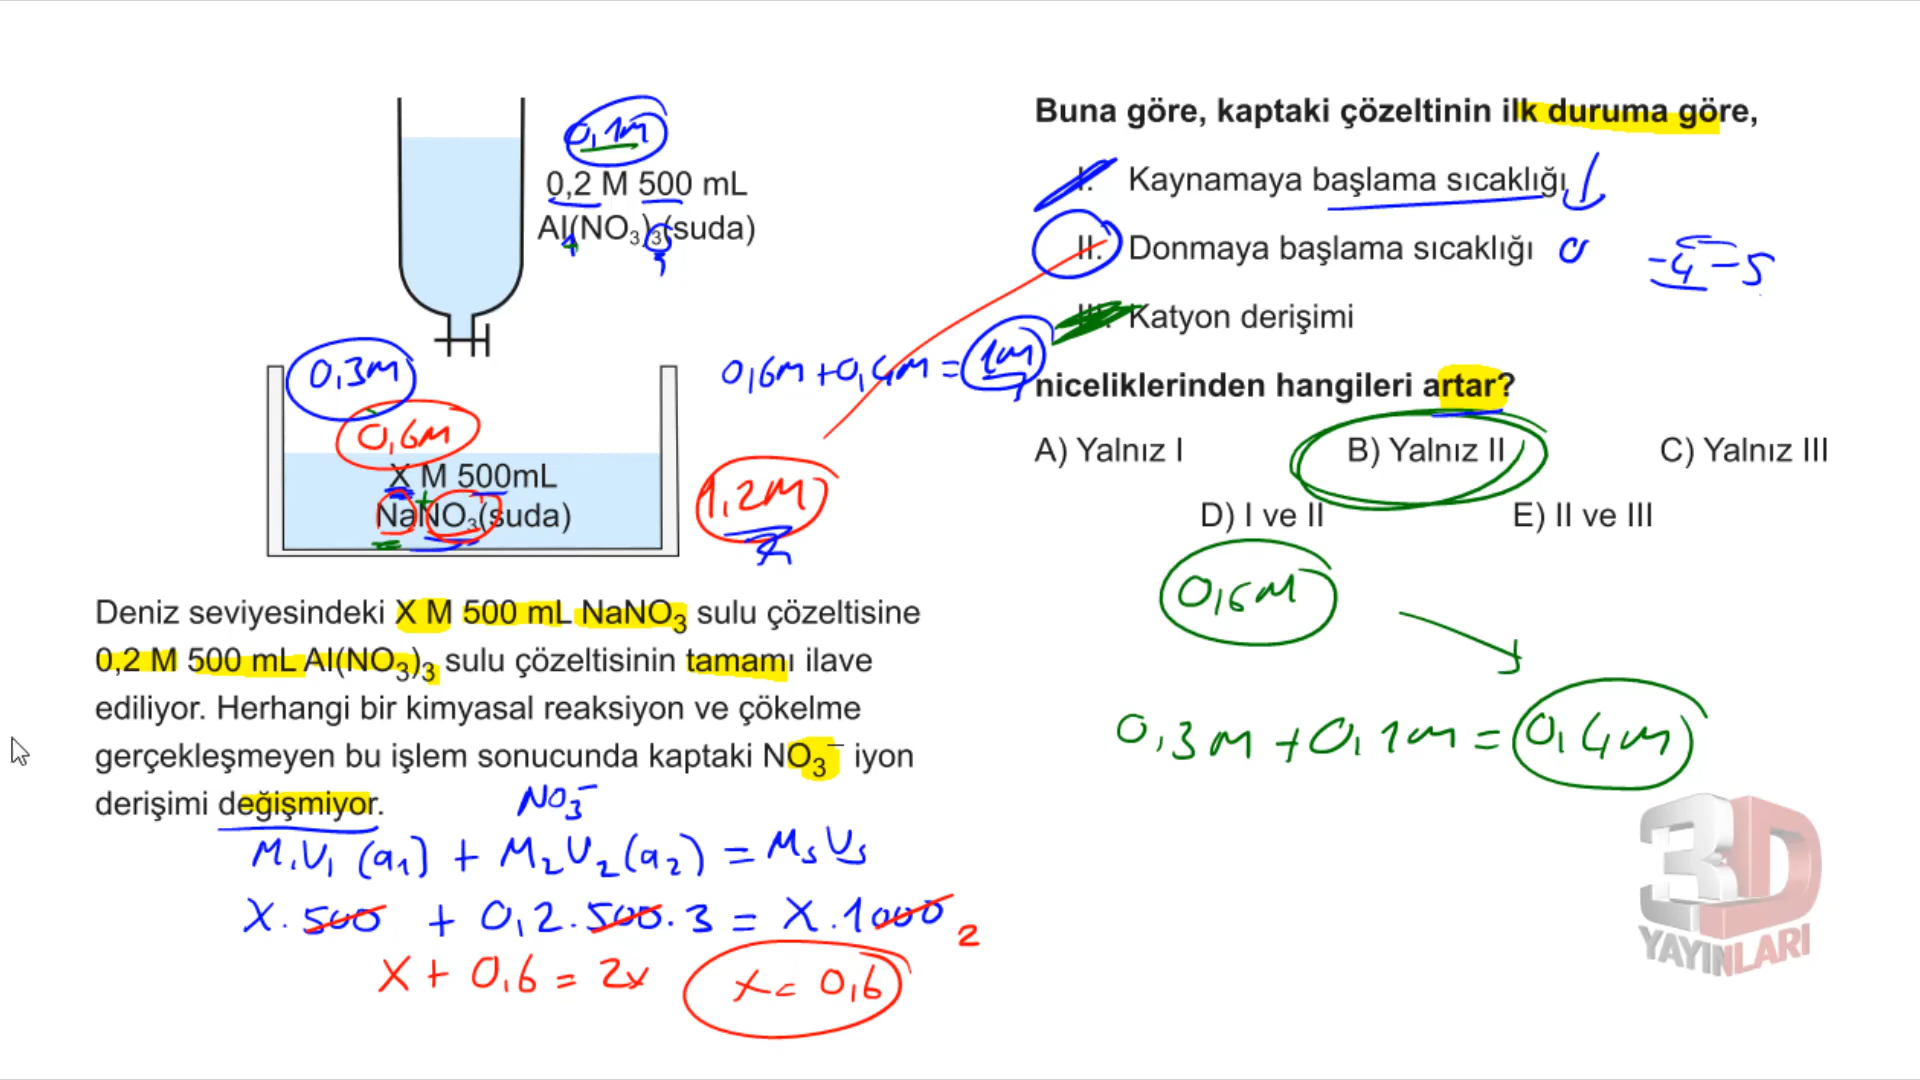 0,1M
0,2 M 500 mL
Al(NO₃)₃(suda)
0,3M
0,6M
X M 500mL
NaNO₃(suda)
0,6M + 0,4M = 1M
1,2M
Deniz seviyesindeki X M 500 mL NaNO₃ sulu çözeltisine
0,2 M 500 mL Al(NO₃)₃ sulu çözeltisinin tamamı ilave
ediliyor. Herhangi bir kimyasal reaksiyon ve çökelme
gerçekleşmeyen bu işlem sonucunda kaptaki NO₃⁻ iyon
derişimi değişmiyor.
NO₃⁻
M₁V₁ (a₁) + M₂V₂ (a₂) = MₛVₛ
X . 500 + 0,2 . 500 . 3 = X . 1000 2
X + 0,6 = 2x x = 0,6
Buna göre, kaptaki çözeltinin ilk duruma göre,
I. Kaynamaya başlama sıcaklığı ↓
II. Donmaya başlama sıcaklığı 0 -4 -5
III. Katyon derişimi
niceliklerinden hangileri artar?
A) Yalnız I B) Yalnız II C) Yalnız III
D) I ve II E) II ve III
0,6M
0,3M + 0,1M = 0,4M
3D
YAYINLARI